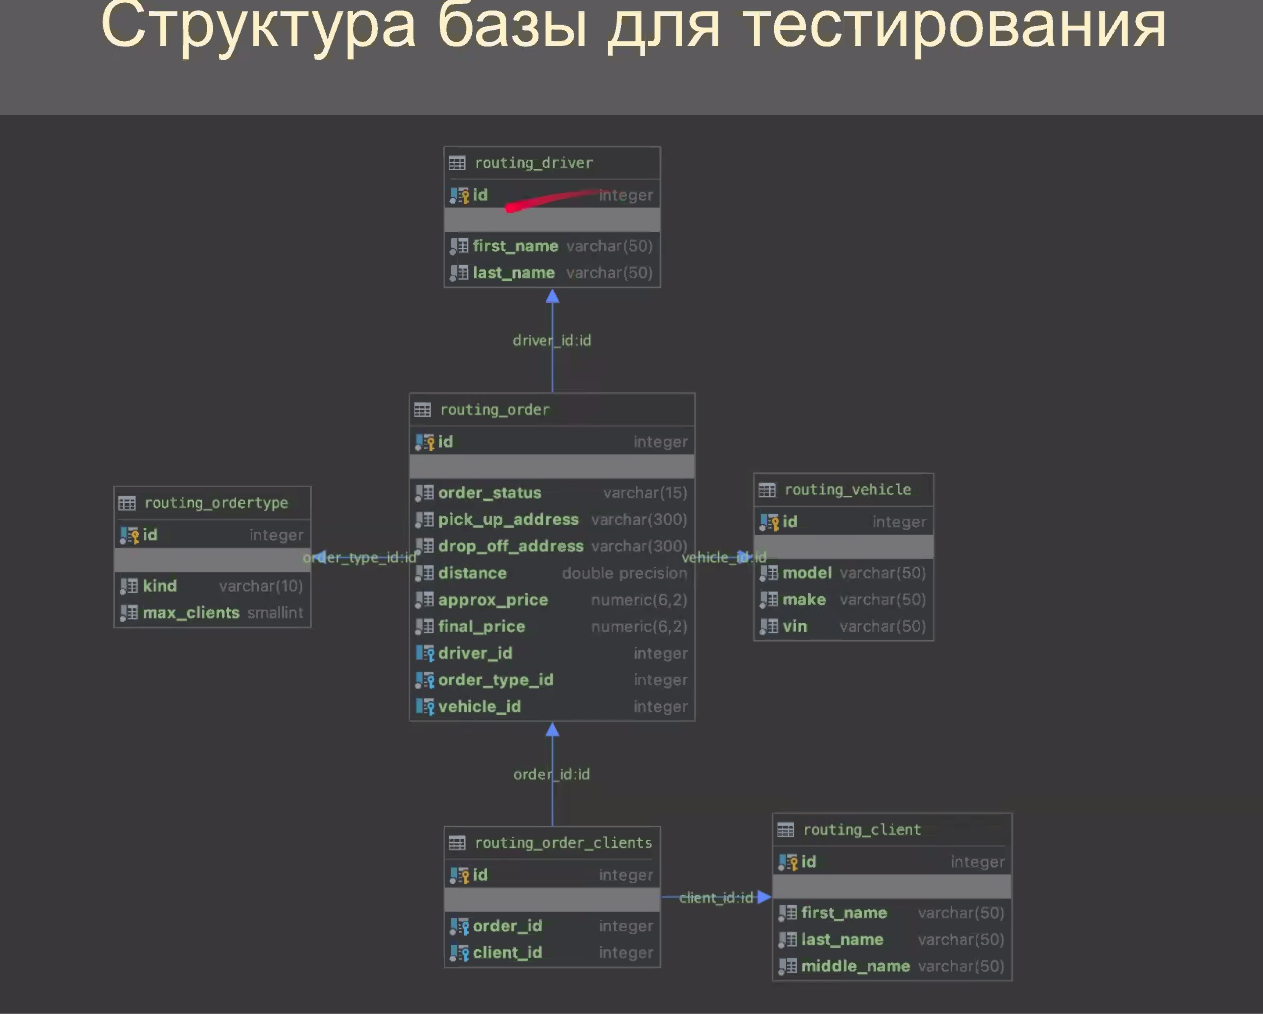 Структура базы для тестирования
routing_driver
id integer
first_name varchar(50)
last_name varchar(50)
driver_id:id
routing_order
id integer
order_status varchar(15)
pick_up_address varchar(300)
drop_off_address varchar(300)
distance double precision
approx_price numeric(6,2)
final_price numeric(6,2)
driver_id integer
order_type_id integer
vehicle_id integer
routing_ordertype
id integer
kind varchar(10)
max_clients smallint
order_type_id:id
vehicle_id:id
routing_vehicle
id integer
model varchar(50)
make varchar(50)
vin varchar(50)
order_id:id
routing_order_clients
id integer
order_id integer
client_id integer
client_id:id
routing_client
id integer
first_name varchar(50)
last_name varchar(50)
middle_name varchar(50)